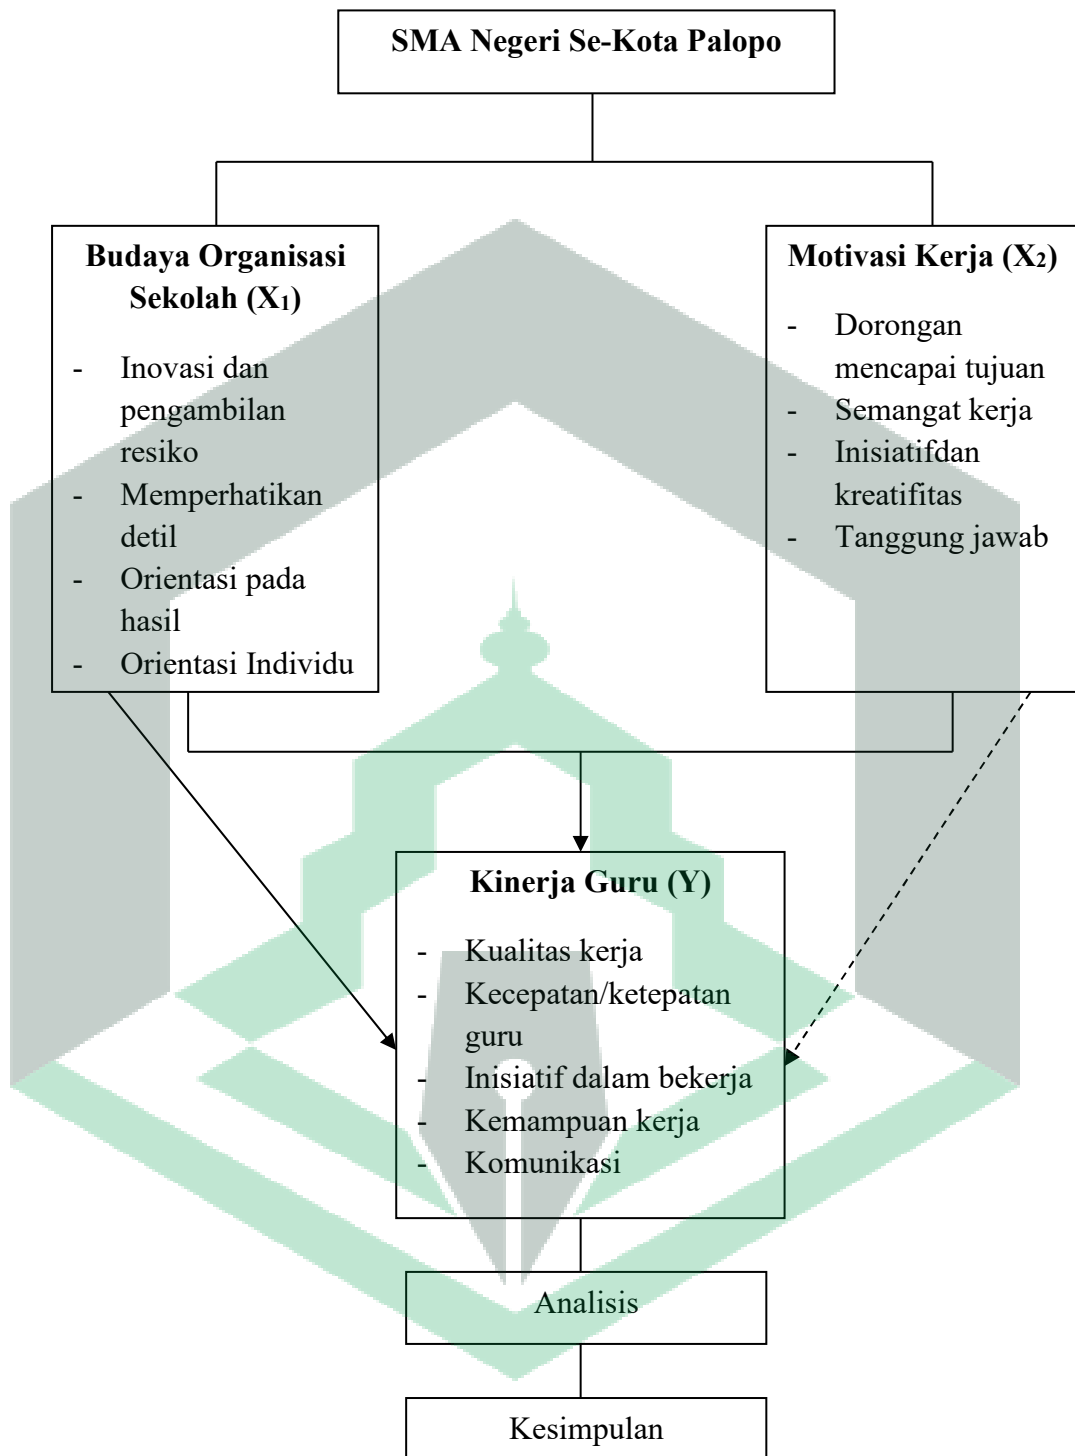 SMA Negeri Se-Kota Palopo
Budaya Organisasi
Sekolah (X₁)
- Inovasi dan
pengambilan
resiko
- Memperhatikan
detil
- Orientasi pada
hasil
- Orientasi Individu
Motivasi Kerja (X₂)
- Dorongan
mencapai tujuan
- Semangat kerja
- Inisiatifdan
kreatifitas
- Tanggung jawab
Kinerja Guru (Y)
- Kualitas kerja
- Kecepatan/ketepatan
guru
- Inisiatif dalam bekerja
- Kemampuan kerja
- Komunikasi
Analisis
Kesimpulan